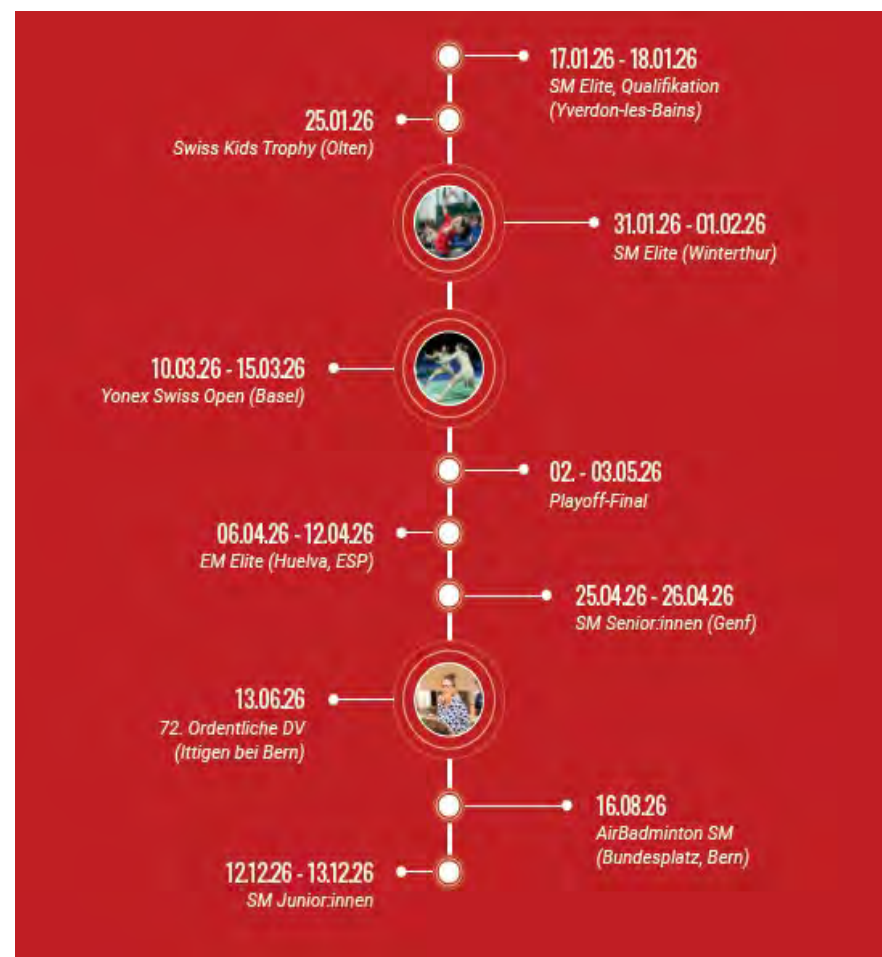 17.01.26 - 18.01.26
SM Elite, Qualifikation
(Yverdon-les-Bains)
25.01.26
Swiss Kids Trophy (Olten)
31.01.26 - 01.02.26
SM Elite (Winterthur)
10.03.26 - 15.03.26
Yonex Swiss Open (Basel)
02. - 03.05.26
Playoff-Final
06.04.26 - 12.04.26
EM Elite (Huelva, ESP)
25.04.26 - 26.04.26
SM Senior:innen (Genf)
13.06.26
72. Ordentliche DV
(Ittigen bei Bern)
16.08.26
AirBadminton SM
(Bundesplatz, Bern)
12.12.26 - 13.12.26
SM Junior:innen